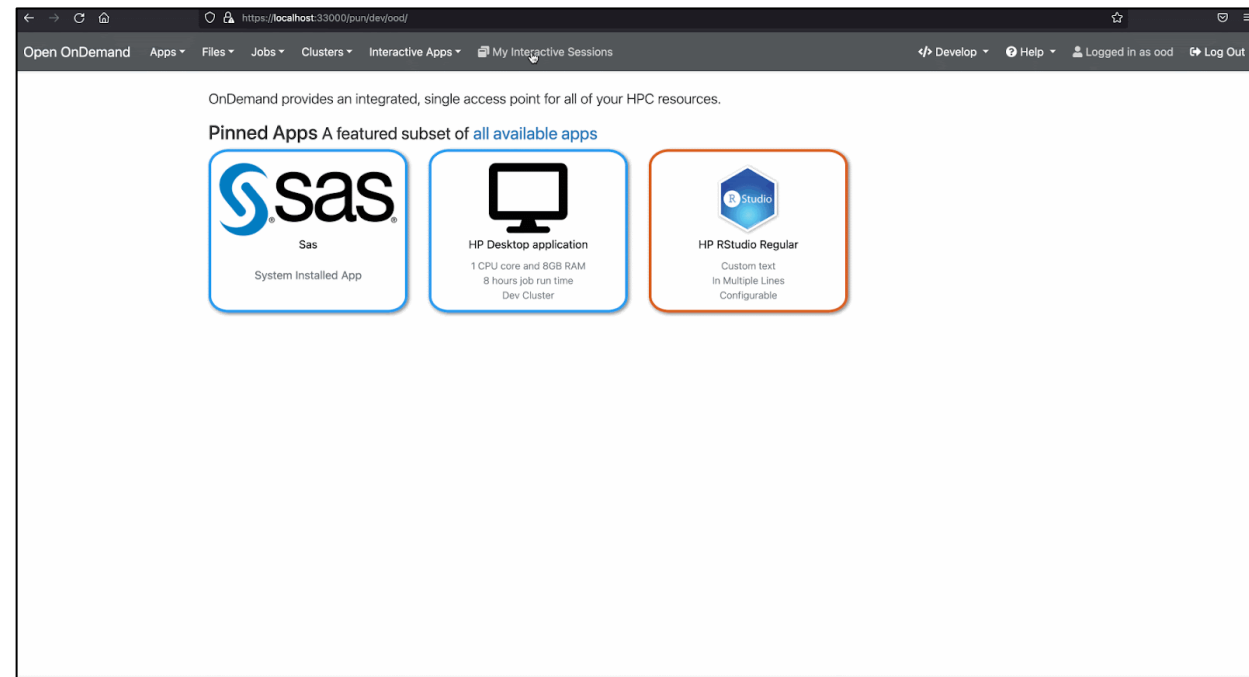 https://localhost:33000/pun/dev/ood/
Open OnDemand Apps Files Jobs Clusters Interactive Apps My Interactive Sessions Develop Help Logged in as ood Log Out
OnDemand provides an integrated, single access point for all of your HPC resources.
Pinned Apps A featured subset of all available apps
sas
Sas
System Installed App
HP Desktop application
1 CPU core and 8GB RAM
8 hours job run time
Dev Cluster
R Studio
HP RStudio Regular
Custom text
In Multiple Lines
Configurable